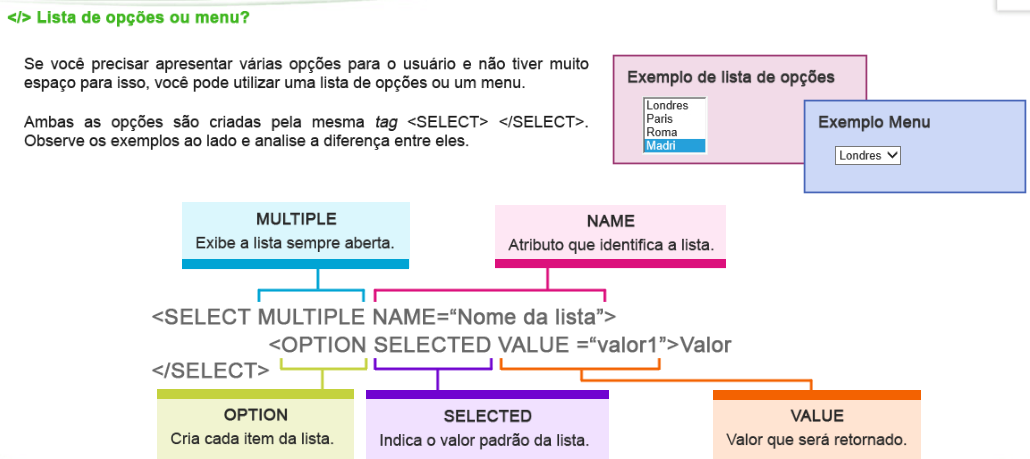 </> Lista de opções ou menu?
Se você precisar apresentar várias opções para o usuário e não tiver muito
espaço para isso, você pode utilizar uma lista de opções ou um menu.
Ambas as opções são criadas pela mesma tag <SELECT> </SELECT>.
Observe os exemplos ao lado e analise a diferença entre eles.
Exemplo de lista de opções
Londres
Paris
Roma
Madri
Exemplo Menu
Londres
MULTIPLE
Exibe a lista sempre aberta.
NAME
Atributo que identifica a lista.
<SELECT MULTIPLE NAME=“Nome da lista”>
<OPTION SELECTED VALUE =“valor1”>Valor
</SELECT>
OPTION
Cria cada item da lista.
SELECTED
Indica o valor padrão da lista.
VALUE
Valor que será retornado.